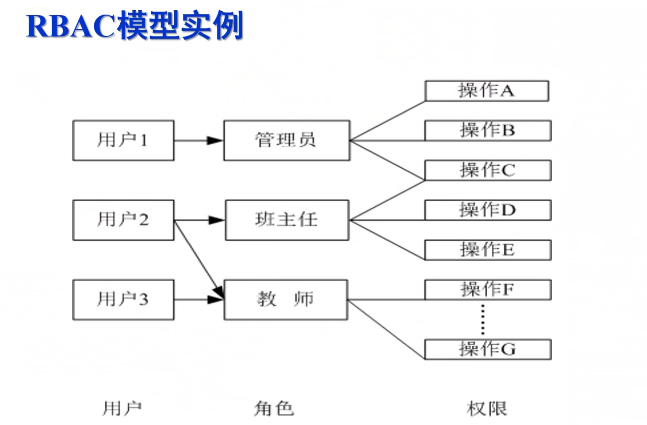 RBAC模型实例
操作A
用户1
管理员
操作B
操作C
用户2
班主任
操作D
操作E
用户3
教 师
操作F
操作G
用户
角色
权限